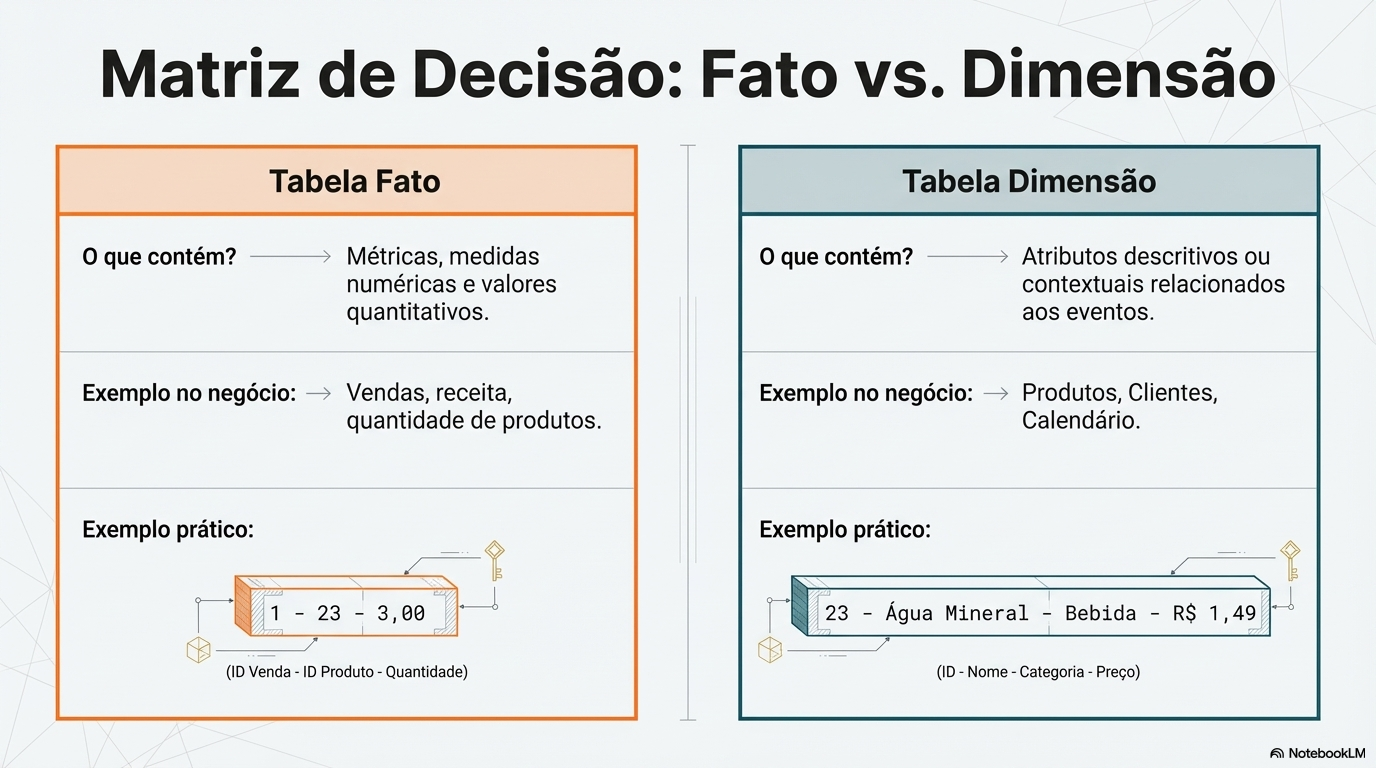 Matriz de Decisão: Fato vs. Dimensão
Tabela Fato
O que contém?
Métricas, medidas
numéricas e valores
quantitativos.
Exemplo no negócio:
Vendas, receita,
quantidade de produtos.
Exemplo prático:
1 - 23 - 3,00
(ID Venda - ID Produto - Quantidade)
Tabela Dimensão
O que contém?
Atributos descritivos ou
contextuais relacionados
aos eventos.
Exemplo no negócio:
Produtos, Clientes,
Calendário.
Exemplo prático:
23 - Água Mineral - Bebida - R$ 1,49
(ID - Nome - Categoria - Preço)
NotebookLM